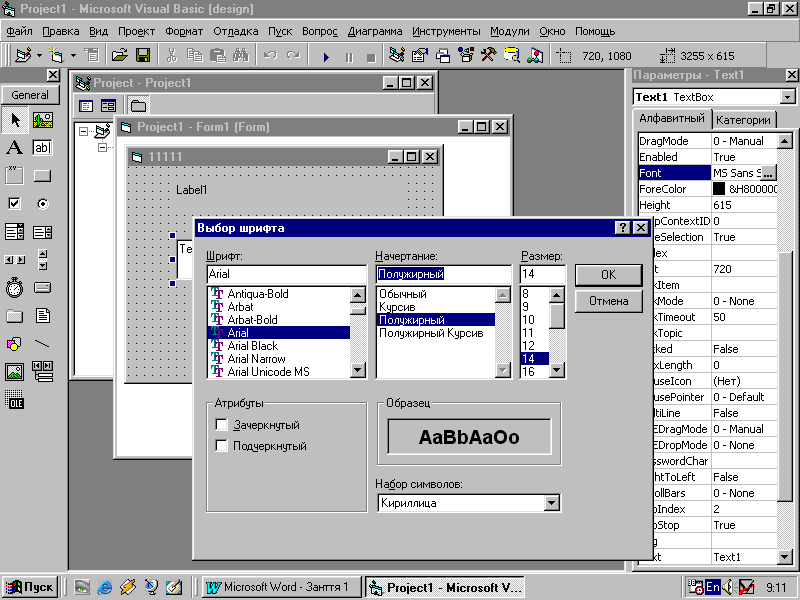 Project1 - Microsoft Visual Basic [design]
Файл Правка Вид Проект Формат Отладка Пуск Вопрос Диаграмма Инструменты Модули Окно Помощь
720, 1080 3255 x 615
General
A ab|
OLE
Project - Project1
Project1 - Form1 (Form)
11111
Label1
Te
Выбор шрифта
Шрифт: Начертание: Размер:
Arial Полужирный 14 OK
Отмена
Antiqua-Bold Обычный 8
Arbat Курсив 9
Arbat-Bold Полужирный 10
Arial Полужирный Курсив 11
Arial Black 12
Arial Narrow 14
Arial Unicode MS 16
Атрибуты Образец
Зачеркнутый
Подчеркнутый
AaBbAaOo
Набор символов:
Кириллица
Параметры - Text1
Text1 TextBox
Алфавитный Категории
DragMode 0 - Manual
Enabled True
Font MS Sans S ...
ForeColor &H800000
Height 615
pContextID 0
eSelection True
dex
t 720
kItem
kMode 0 - None
kTimeout 50
kTopic
ked False
xLength 0
useIcon (Нет)
usePointer 0 - Default
ltiLine False
EDragMode 0 - Manual
EDropMode 0 - None
sswordChar
htToLeft False
ollBars 0 - None
bIndex 2
bStop True
g
xt Text1
Пуск Microsoft Word - Заняття 1 Project1 - Microsoft V... En 9:11